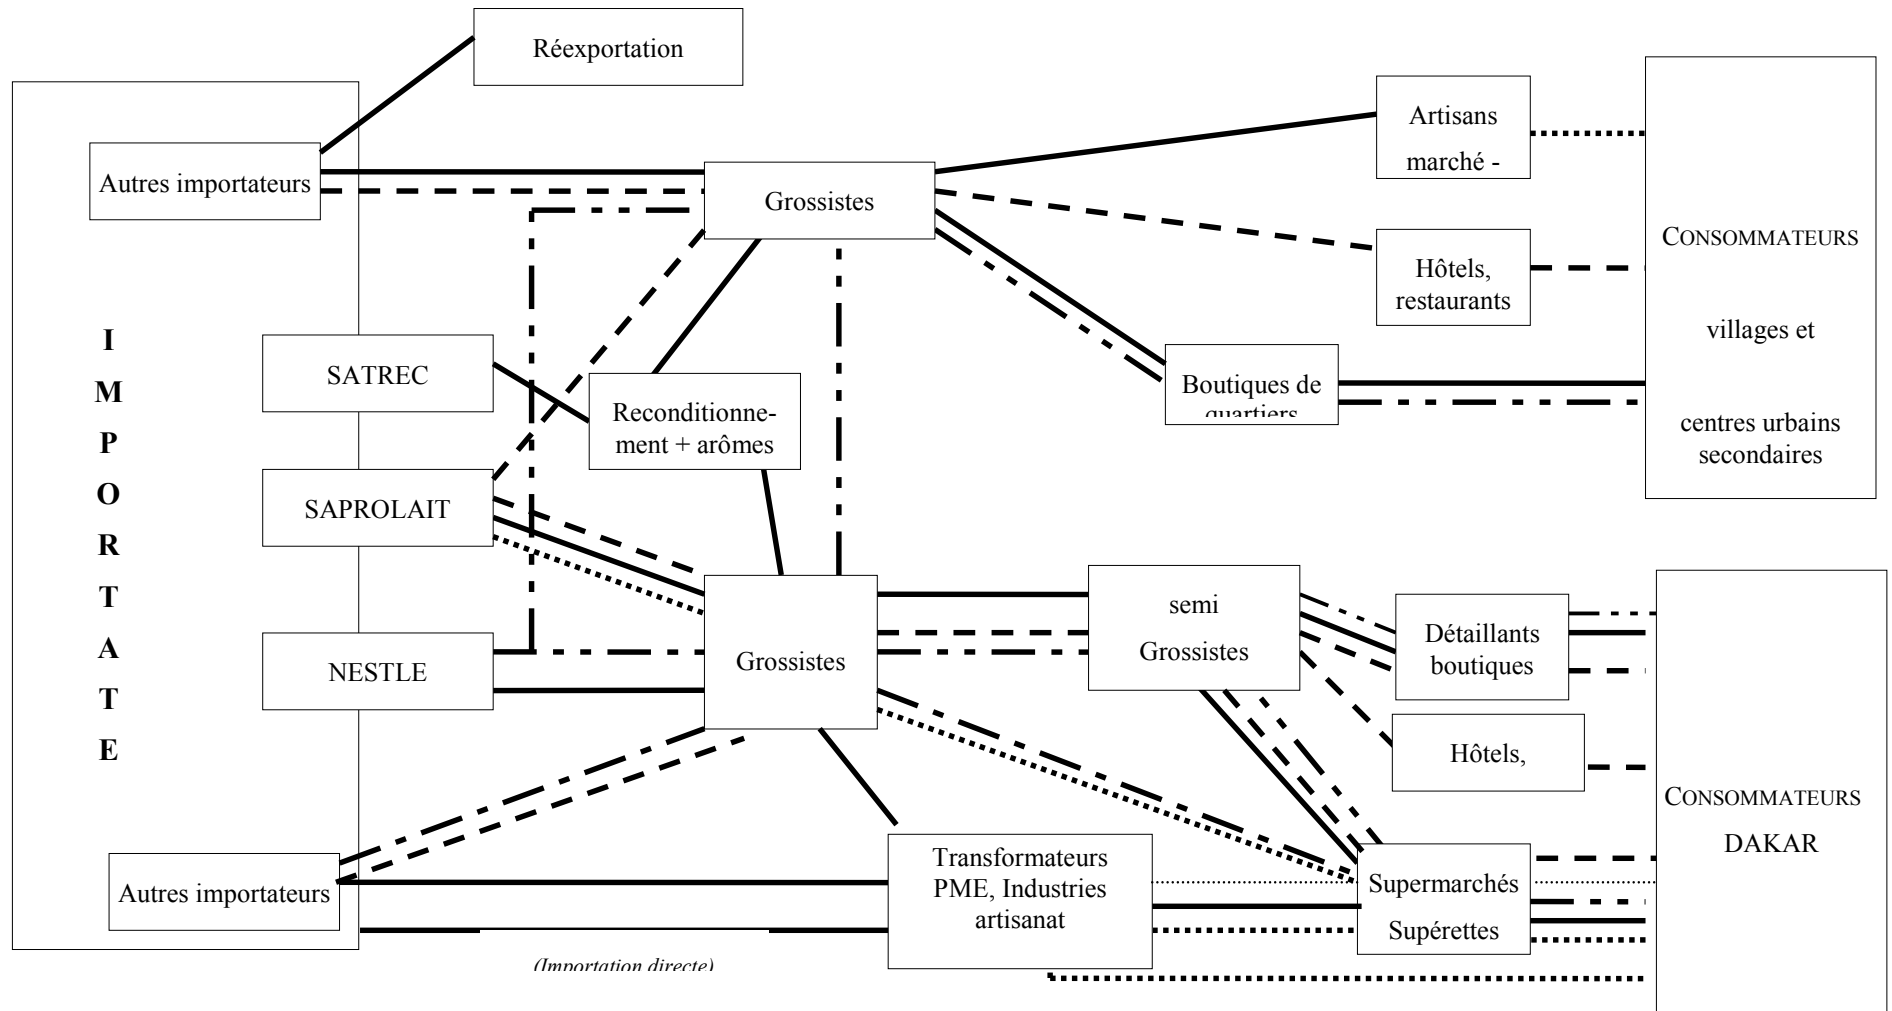 Réexportation
Autres importateurs
Grossistes
Artisans
marché -
Hôtels,
restaurants
Boutiques de
quartiers
CONSOMMATEURS
villages et
centres urbains
secondaires
I
M
P
O
R
T
A
T
E
SATREC
Reconditionne-
ment + arômes
SAPROLAIT
NESTLE
Grossistes
semi
Grossistes
Détaillants
boutiques
Hôtels,
CONSOMMATEURS
DAKAR
Autres importateurs
Transformateurs
PME, Industries
artisanat
Supermarchés
Supérettes
(Importation directe)